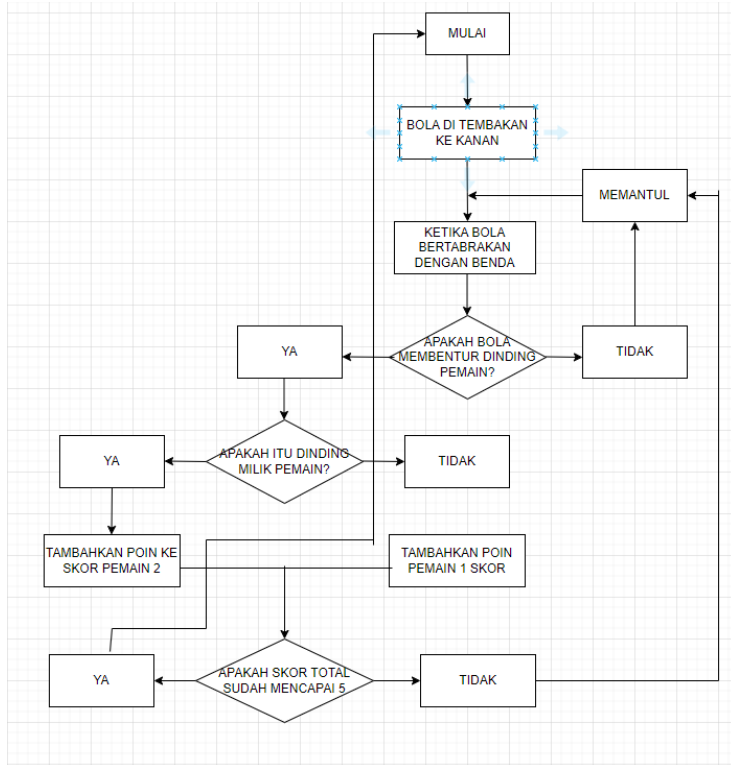 MULAI
BOLA DI TEMBAKAN
KE KANAN
MEMANTUL
KETIKA BOLA
BERTABRAKAN
DENGAN BENDA
YA
APAKAH BOLA
MEMBENTUR DINDING
PEMAIN?
TIDAK
YA
APAKAH ITU DINDING
MILIK PEMAIN?
TIDAK
TAMBAHKAN POIN KE
SKOR PEMAIN 2
TAMBAHKAN POIN
PEMAIN 1 SKOR
YA
APAKAH SKOR TOTAL
SUDAH MENCAPAI 5
TIDAK